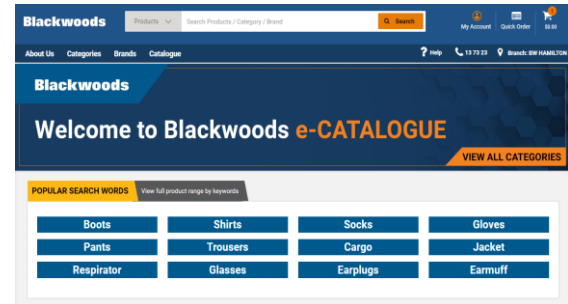 Blackwoods Products Search Products / Category / Brand Search My Account Quick Order $0.00
About Us Categories Brands Catalogue ? Help 13 73 23 Branch: BW HAMILTON
Blackwoods
Welcome to Blackwoods e-CATALOGUE
VIEW ALL CATEGORIES
POPULAR SEARCH WORDS View full product range by keywords
Boots Shirts Socks Gloves
Pants Trousers Cargo Jacket
Respirator Glasses Earplugs Earmuff